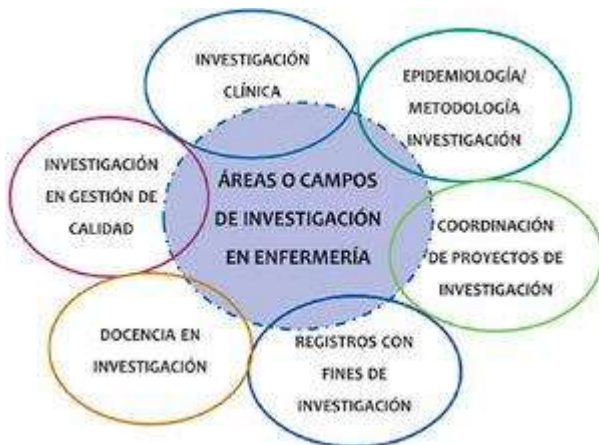 INVESTIGACIÓN
CLÍNICA
EPIDEMIOLOGÍA/
METODOLOGÍA
INVESTIGACIÓN
INVESTIGACIÓN
EN GESTIÓN DE
CALIDAD
ÁREAS O CAMPOS
DE INVESTIGACIÓN
EN ENFERMERÍA
COORDINACIÓN
DE PROYECTOS DE
INVESTIGACIÓN
DOCENCIA EN
INVESTIGACIÓN
REGISTROS CON
FINES DE
INVESTIGACIÓN